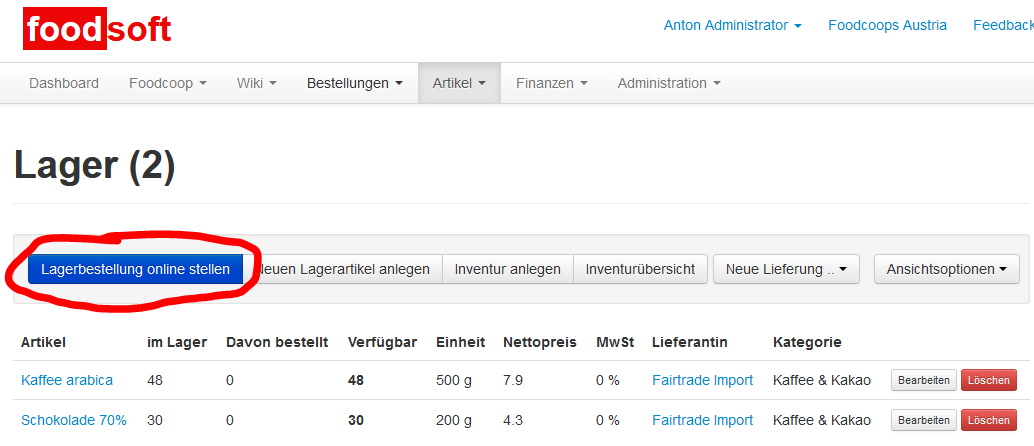 foodsoft
Anton Administrator Foodcoops Austria Feedback
Dashboard Foodcoop Wiki Bestellungen Artikel Finanzen Administration
Lager (2)
Lagerbestellung online stellen Neuen Lagerartikel anlegen Inventur anlegen Inventurübersicht Neue Lieferung .. Ansichtsoptionen
Artikel im Lager Davon bestellt Verfügbar Einheit Nettopreis MwSt Lieferantin Kategorie
Kaffee arabica 48 0 48 500 g 7.9 0 % Fairtrade Import Kaffee & Kakao Bearbeiten Löschen
Schokolade 70% 30 0 30 200 g 4.3 0 % Fairtrade Import Kaffee & Kakao Bearbeiten Löschen